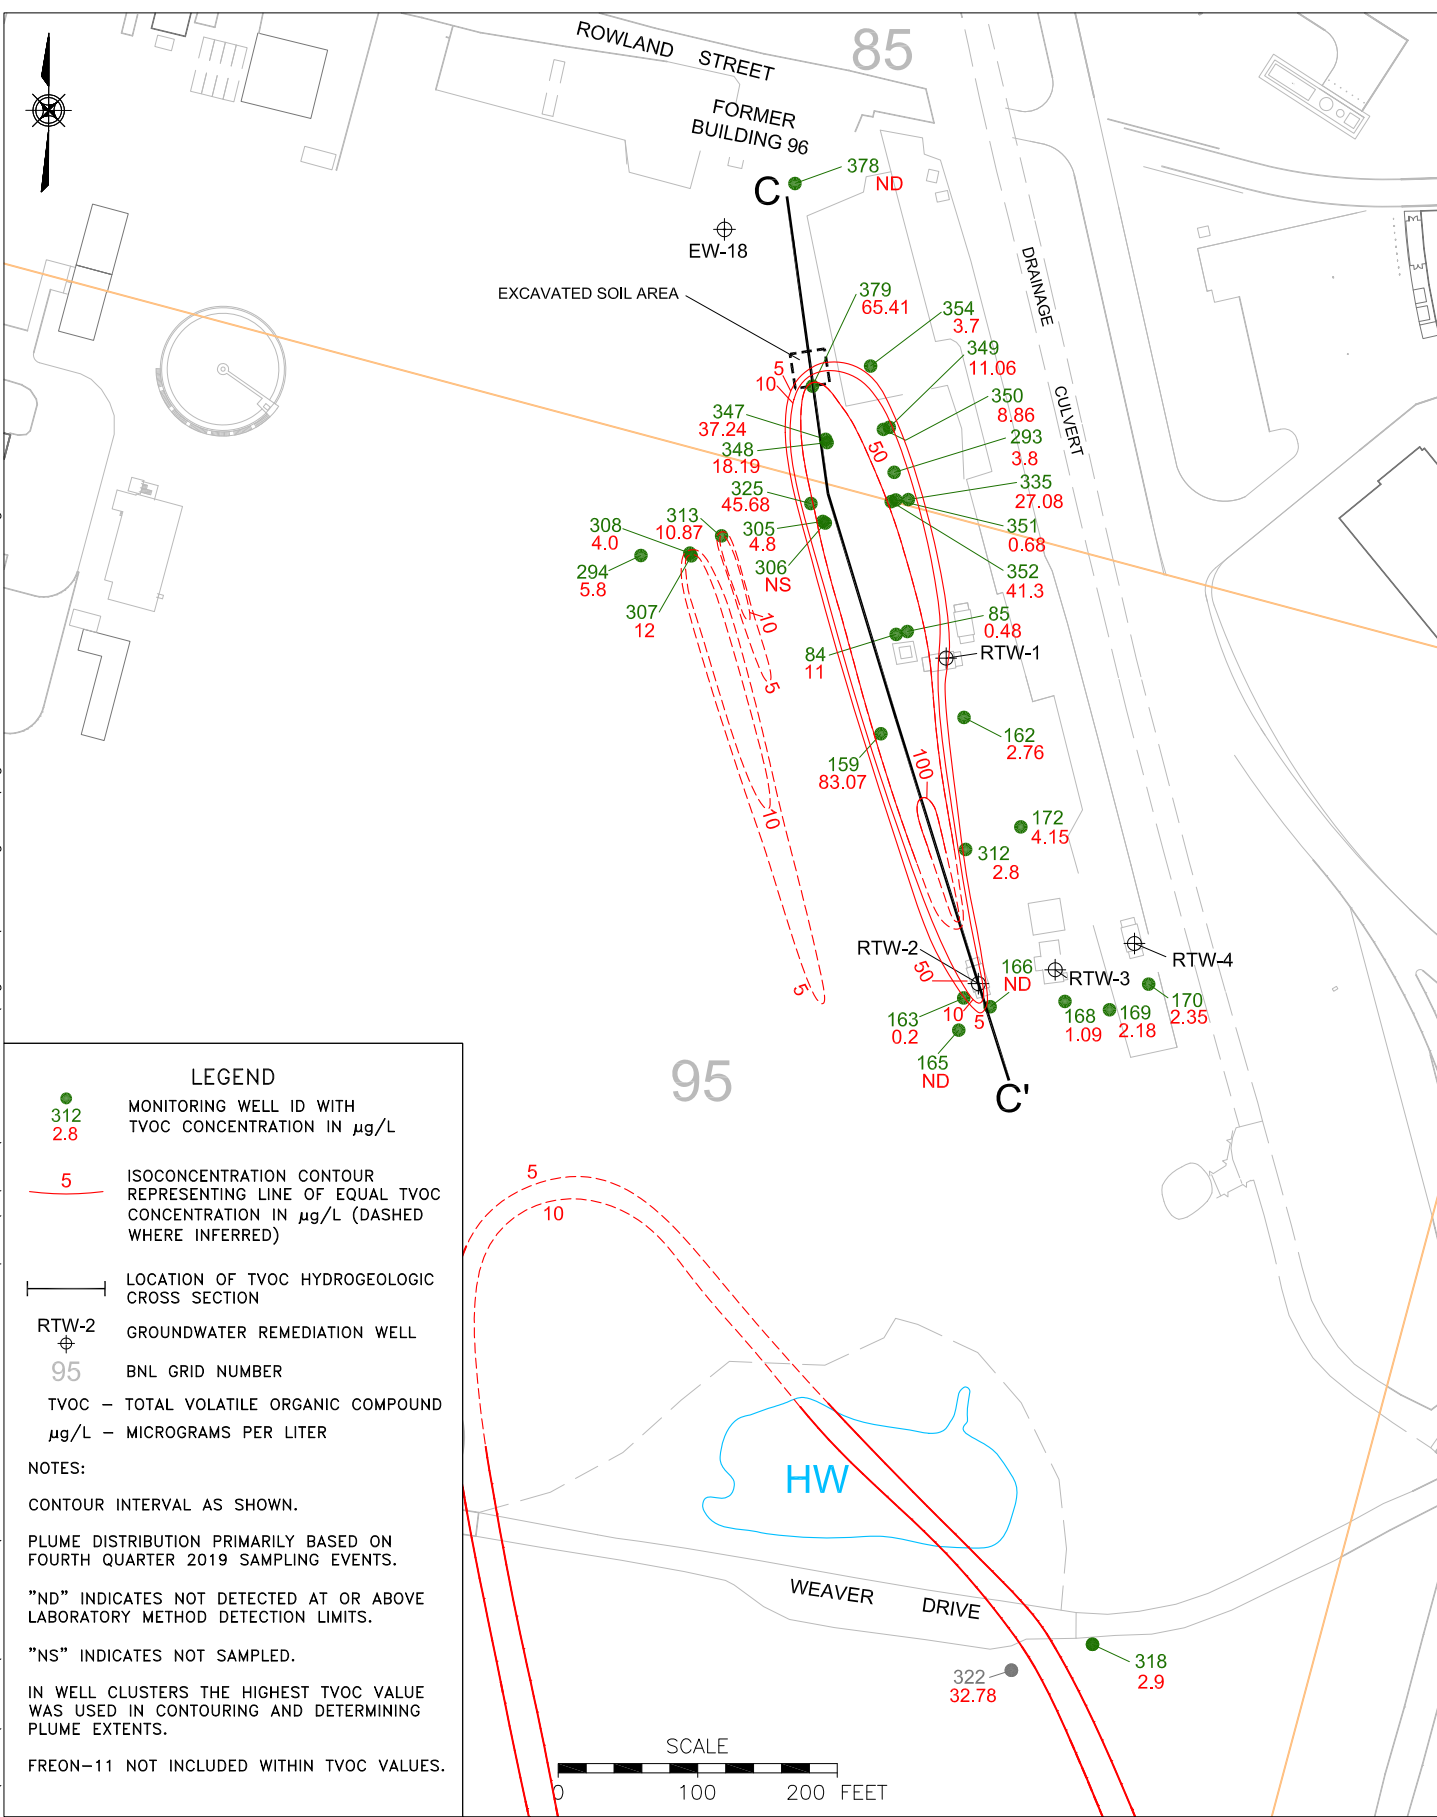 ROWLAND STREET
85
FORMER
BUILDING 96
378
ND
C
EW-18
DRAINAGE
CULVERT
EXCAVATED SOIL AREA
379
65.41
354
3.7
349
11.06
5
10
350
8.86
347
37.24
348
18.19
50
293
3.8
325
45.68
335
27.08
313
10.87
308
4.0
305
4.8
351
0.68
294
5.8
306
NS
352
41.3
307
12
10
85
0.48
84
11
RTW-1
5
162
2.76
159
83.07
100
10
172
4.15
312
2.8
RTW-2
50
166
ND
RTW-3
RTW-4
5
163
0.2
10
5
168
1.09
169
2.18
170
2.35
165
ND
95
C'
LEGEND
312
2.8
MONITORING WELL ID WITH
TVOC CONCENTRATION IN µg/L
5
ISOCONCENTRATION CONTOUR
REPRESENTING LINE OF EQUAL TVOC
CONCENTRATION IN µg/L (DASHED
WHERE INFERRED)
LOCATION OF TVOC HYDROGEOLOGIC
CROSS SECTION
RTW-2
GROUNDWATER REMEDIATION WELL
95
BNL GRID NUMBER
TVOC – TOTAL VOLATILE ORGANIC COMPOUND
µg/L – MICROGRAMS PER LITER
NOTES:
CONTOUR INTERVAL AS SHOWN.
PLUME DISTRIBUTION PRIMARILY BASED ON
FOURTH QUARTER 2019 SAMPLING EVENTS.
"ND" INDICATES NOT DETECTED AT OR ABOVE
LABORATORY METHOD DETECTION LIMITS.
"NS" INDICATES NOT SAMPLED.
IN WELL CLUSTERS THE HIGHEST TVOC VALUE
WAS USED IN CONTOURING AND DETERMINING
PLUME EXTENTS.
FREON–11 NOT INCLUDED WITHIN TVOC VALUES.
5
10
HW
WEAVER DRIVE
318
2.9
322
32.78
SCALE
0 100 200 FEET